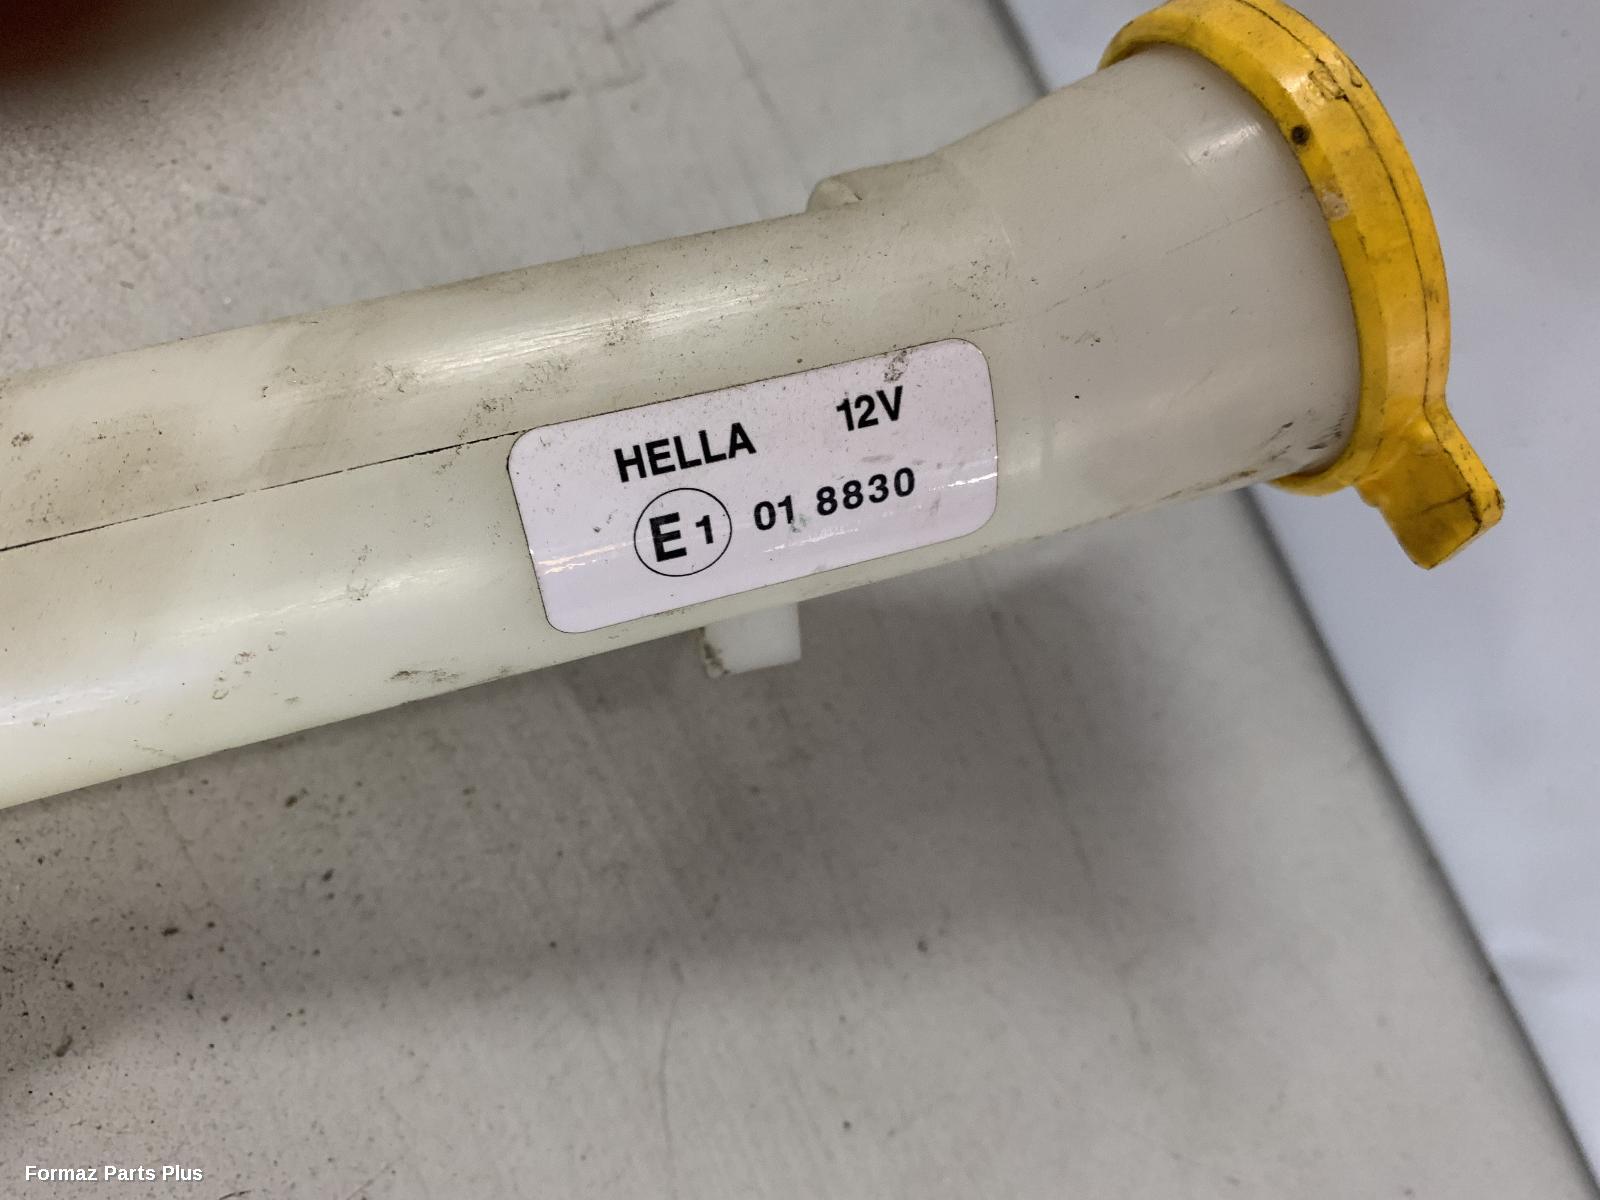 HELLA 12V
E1 01 8830
Formaz Parts Plus